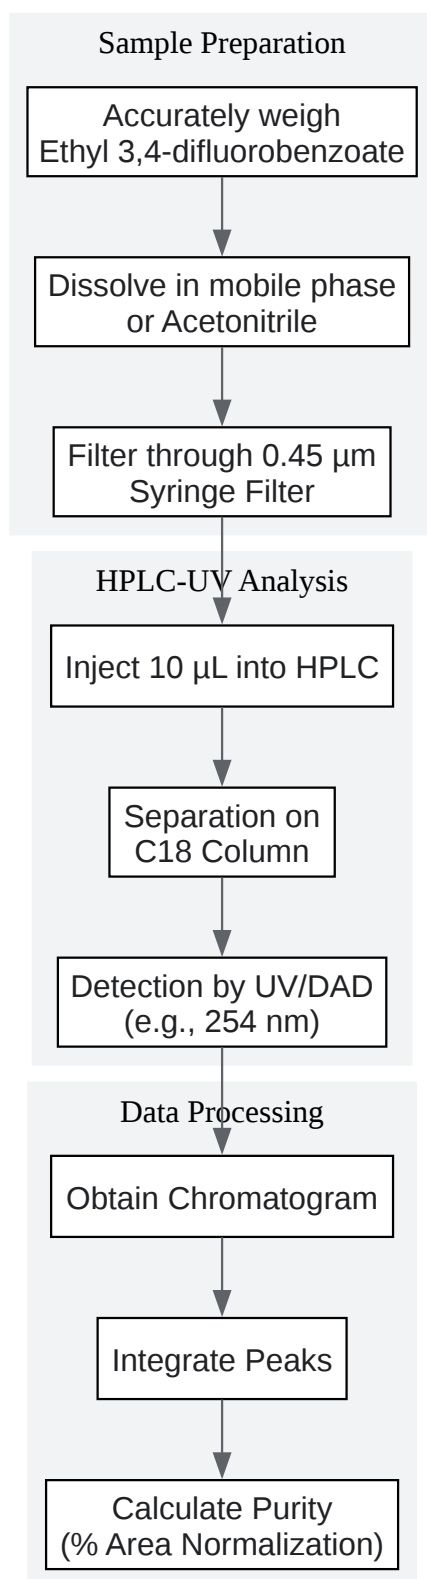 Sample Preparation
Accurately weigh
Ethyl 3,4-difluorobenzoate
Dissolve in mobile phase
or Acetonitrile
Filter through 0.45 µm
Syringe Filter
HPLC-UV Analysis
Inject 10 µL into HPLC
Separation on
C18 Column
Detection by UV/DAD
(e.g., 254 nm)
Data Processing
Obtain Chromatogram
Integrate Peaks
Calculate Purity
(% Area Normalization)